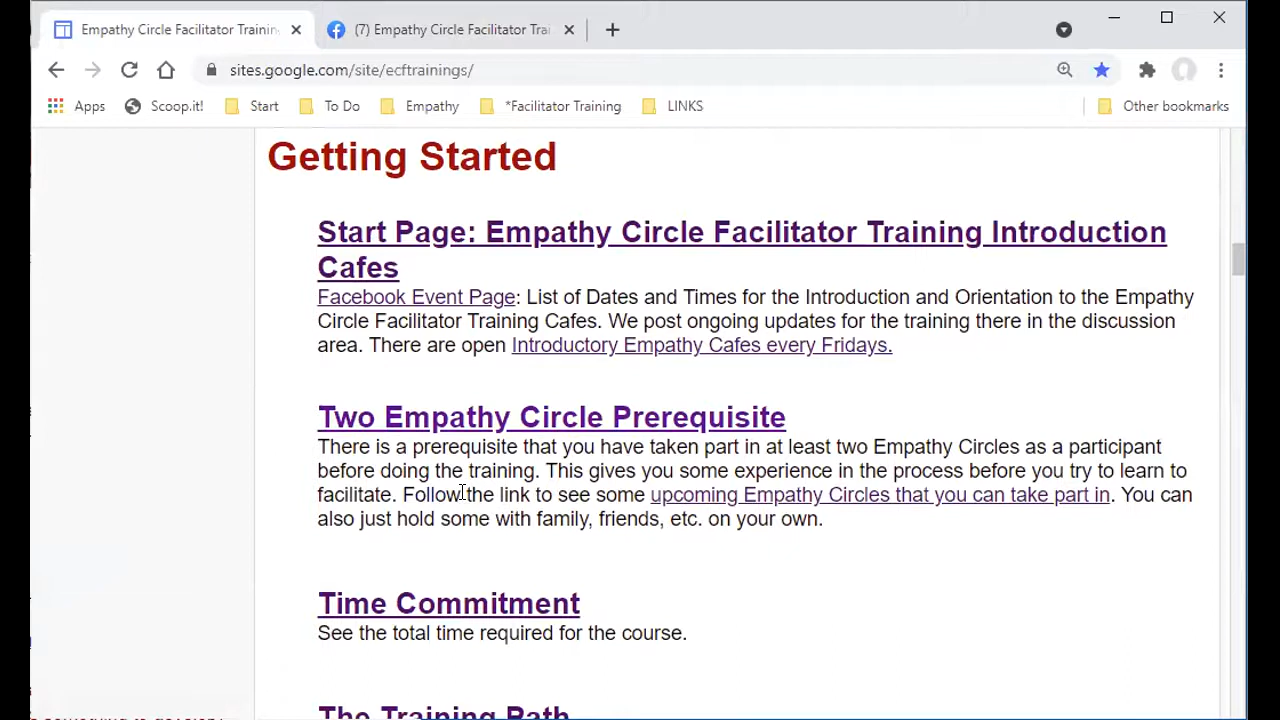 Empathy Circle Facilitator Trainin
(7) Empathy Circle Facilitator Trai
sites.google.com/site/ecftrainings/
Apps Scoop.it! Start To Do Empathy *Facilitator Training LINKS Other bookmarks
Getting Started
Start Page: Empathy Circle Facilitator Training Introduction
Cafes
Facebook Event Page: List of Dates and Times for the Introduction and Orientation to the Empathy
Circle Facilitator Training Cafes. We post ongoing updates for the training there in the discussion
area. There are open Introductory Empathy Cafes every Fridays.
Two Empathy Circle Prerequisite
There is a prerequisite that you have taken part in at least two Empathy Circles as a participant
before doing the training. This gives you some experience in the process before you try to learn to
facilitate. Follow the link to see some upcoming Empathy Circles that you can take part in. You can
also just hold some with family, friends, etc. on your own.
Time Commitment
See the total time required for the course.
The Training Path